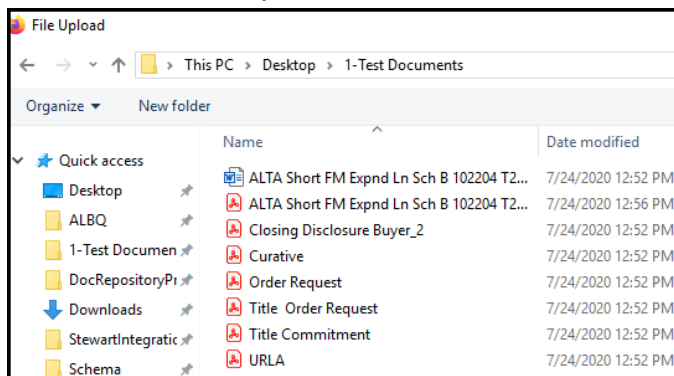 File Upload
This PC > Desktop > 1-Test Documents
Organize New folder
Name Date modified
Quick access
Desktop
ALBQ
1-Test Documen
DocRepositoryPr
Downloads
StewartIntegratic
Schema
ALTA Short FM Expnd Ln Sch B 102204 T2... 7/24/2020 12:52 PM
ALTA Short FM Expnd Ln Sch B 102204 T2... 7/24/2020 12:56 PM
Closing Disclosure Buyer_2 7/24/2020 12:52 PM
Curative 7/24/2020 12:52 PM
Order Request 7/24/2020 12:52 PM
Title Order Request 7/24/2020 12:52 PM
Title Commitment 7/24/2020 12:52 PM
URLA 7/24/2020 12:52 PM